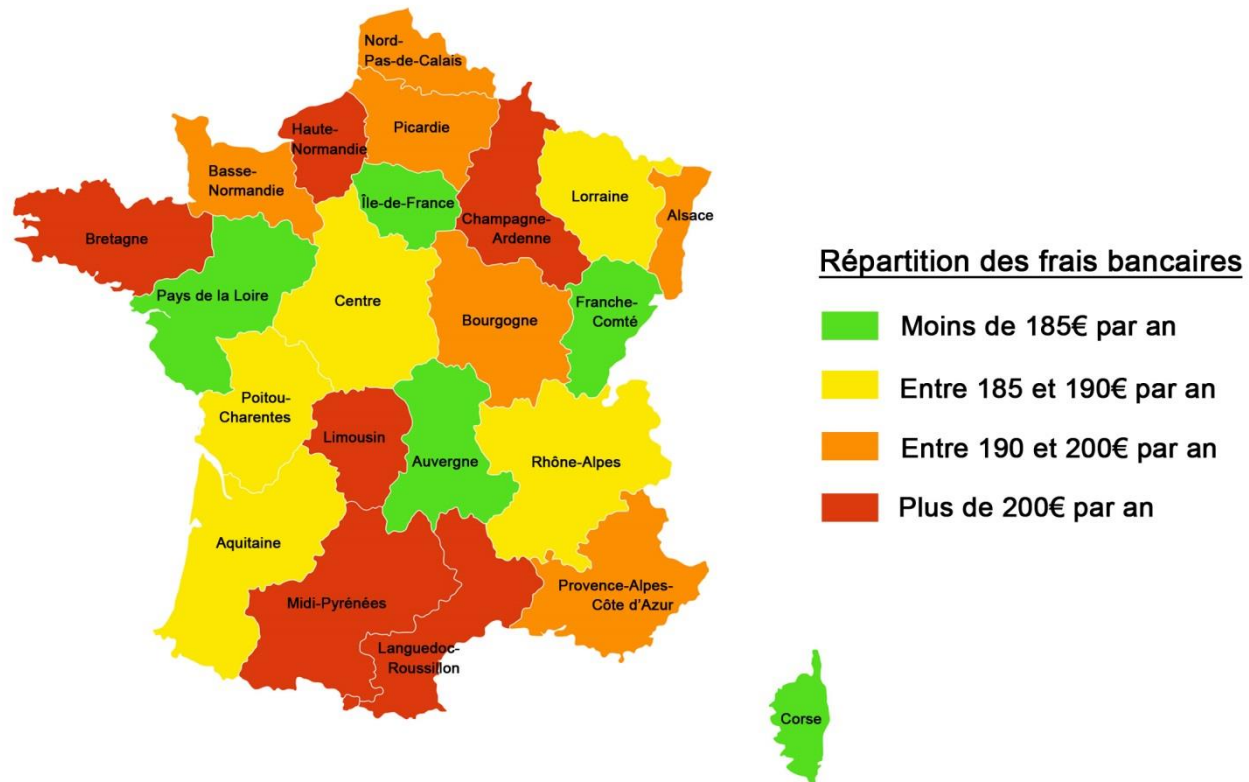 Nord-
Pas-de-Calais
Haute-
Normandie
Picardie
Basse-
Normandie
Île-de-France
Champagne-
Ardenne
Lorraine
Alsace
Bretagne
Pays de la Loire
Centre
Bourgogne
Franche-
Comté
Poitou-
Charentes
Limousin
Auvergne
Rhône-Alpes
Aquitaine
Midi-Pyrénées
Provence-Alpes-
Côte d'Azur
Languedoc-
Roussillon
Corse
Répartition des frais bancaires
Moins de 185€ par an
Entre 185 et 190€ par an
Entre 190 et 200€ par an
Plus de 200€ par an